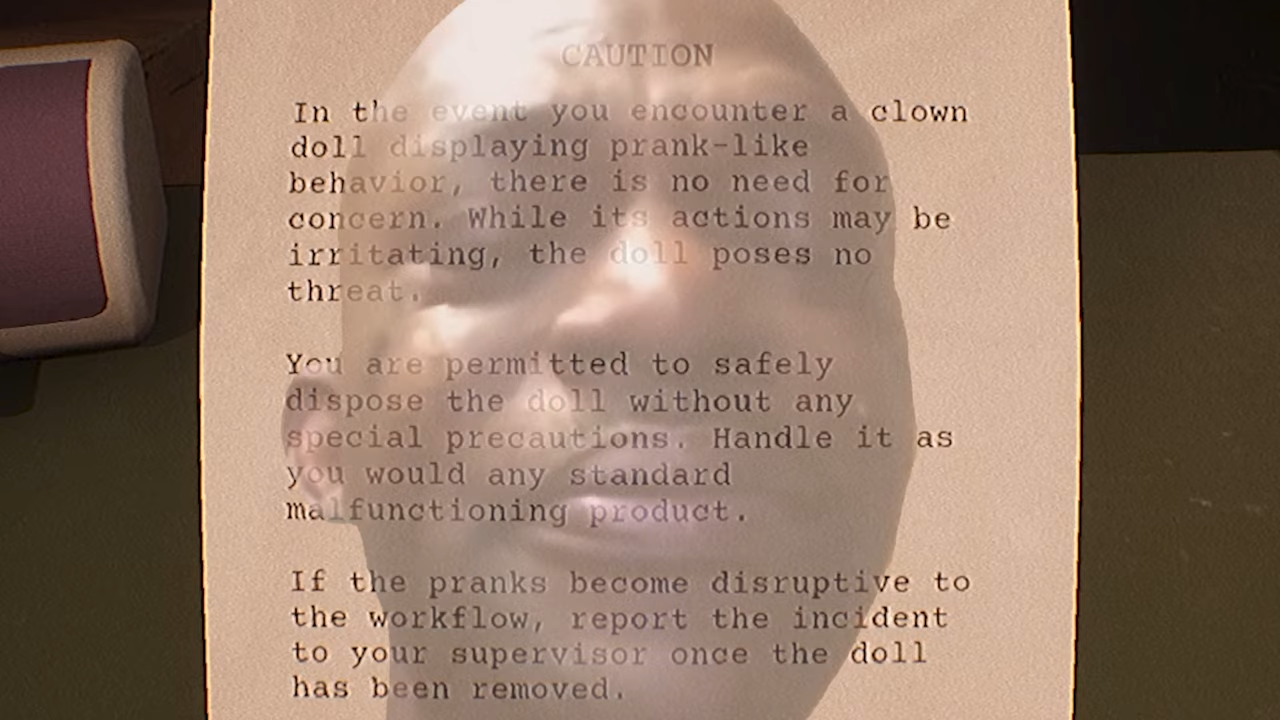 CAUTION
In the event you encounter a clown
doll displaying prank-like
behavior, there is no need for
concern. While its actions may be
irritating, the doll poses no
threat.
You are permitted to safely
dispose the doll without any
special precautions. Handle it as
you would any standard
malfunctioning product.
If the pranks become disruptive to
the workflow, report the incident
to your supervisor once the doll
has been removed.